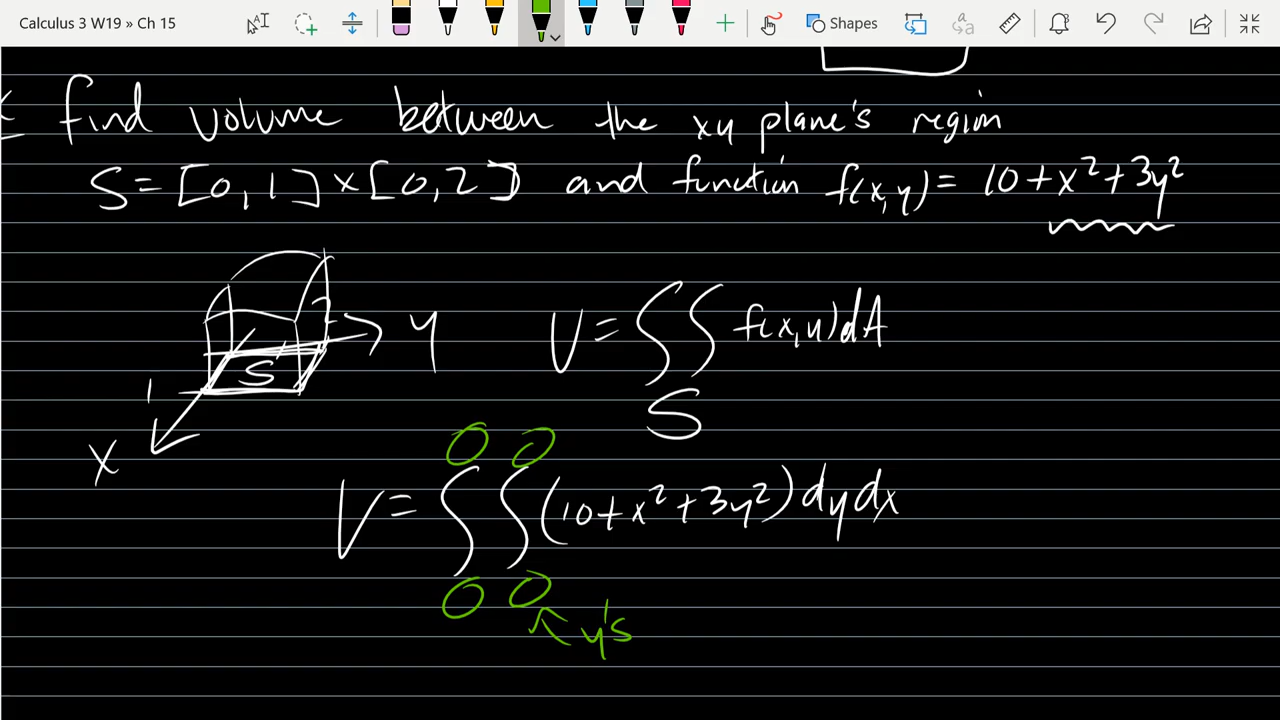 Calculus 3 W19 » Ch 15
Shapes
find volume between the xy plane's region
S = [0, 1] × [0, 2] and function f(x, y) = 10 + x² + 3y²
2
y
S
1
x
V = ∫∫ f(x, y) dA
S
V = ∫∫ (10 + x² + 3y²) dy dx
y's